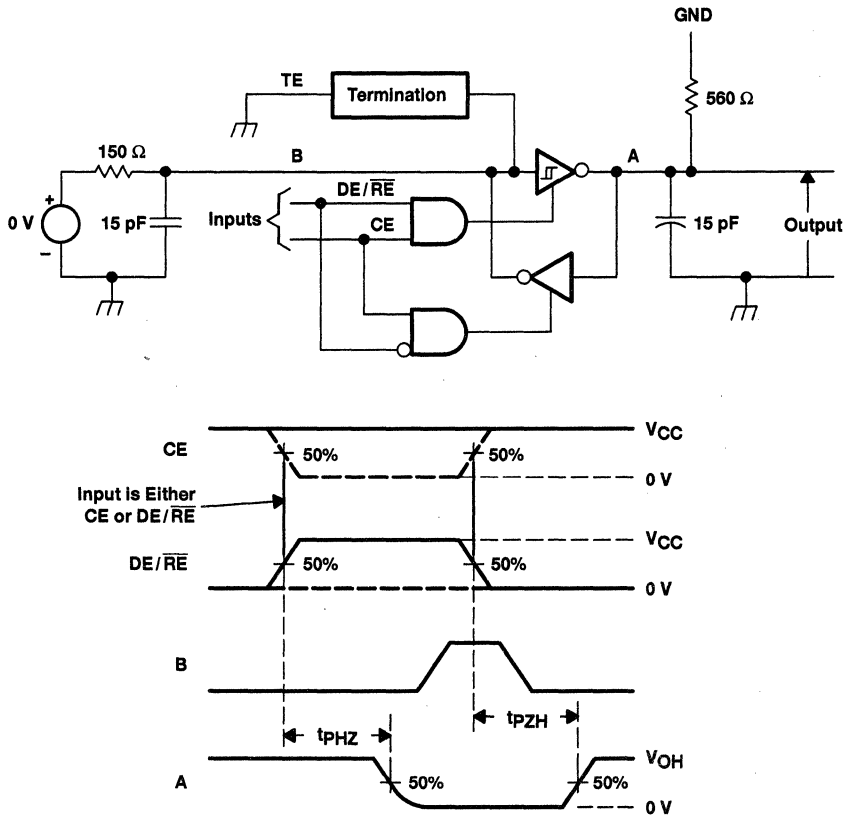 GND
TE
Termination
560 Ω
150 Ω
B
A
DE/RE
0 V
+
−
15 pF
Inputs
CE
15 pF
Output
CE
50%
50%
VCC
0 V
Input is Either
CE or DE/RE
DE/RE
50%
50%
VCC
0 V
B
tPHZ
tPZH
A
50%
50%
VOH
0 V